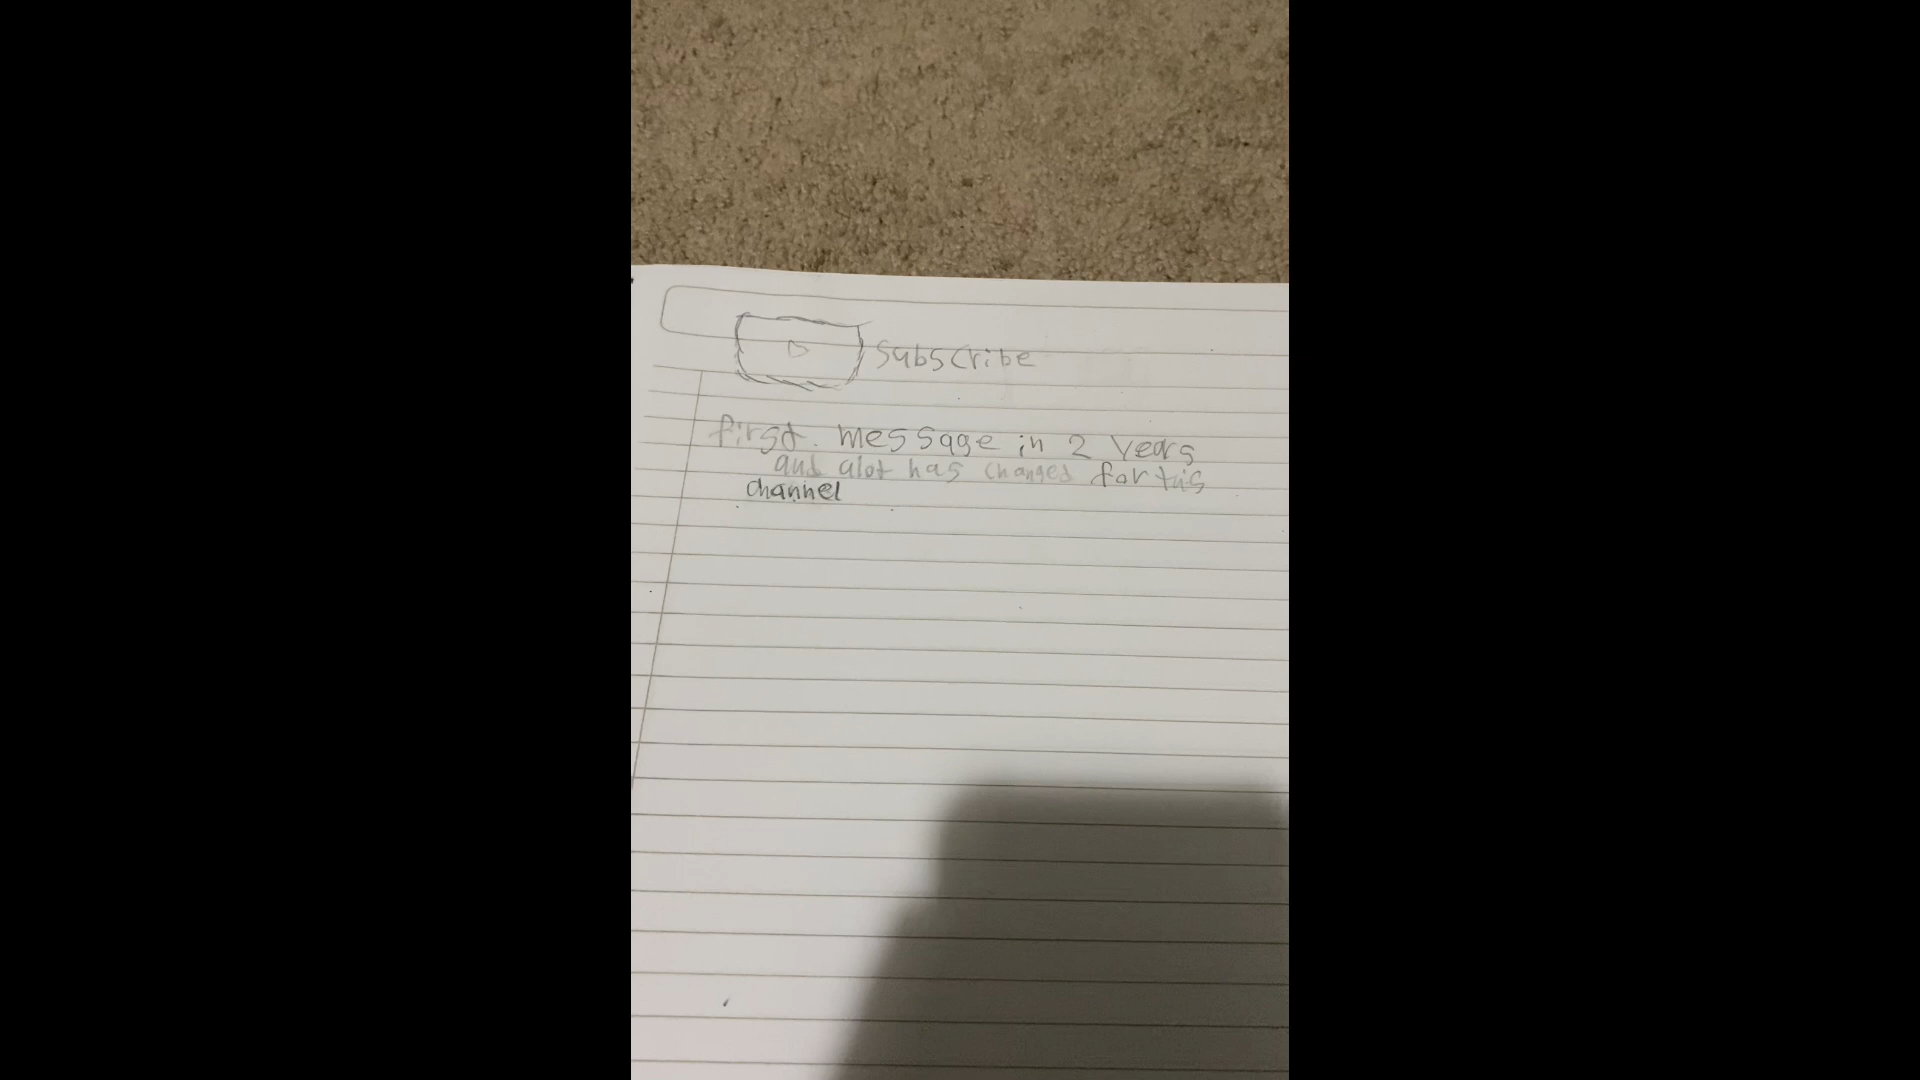 Subscribe
first. message in 2 years
and alot has changed for this
channel